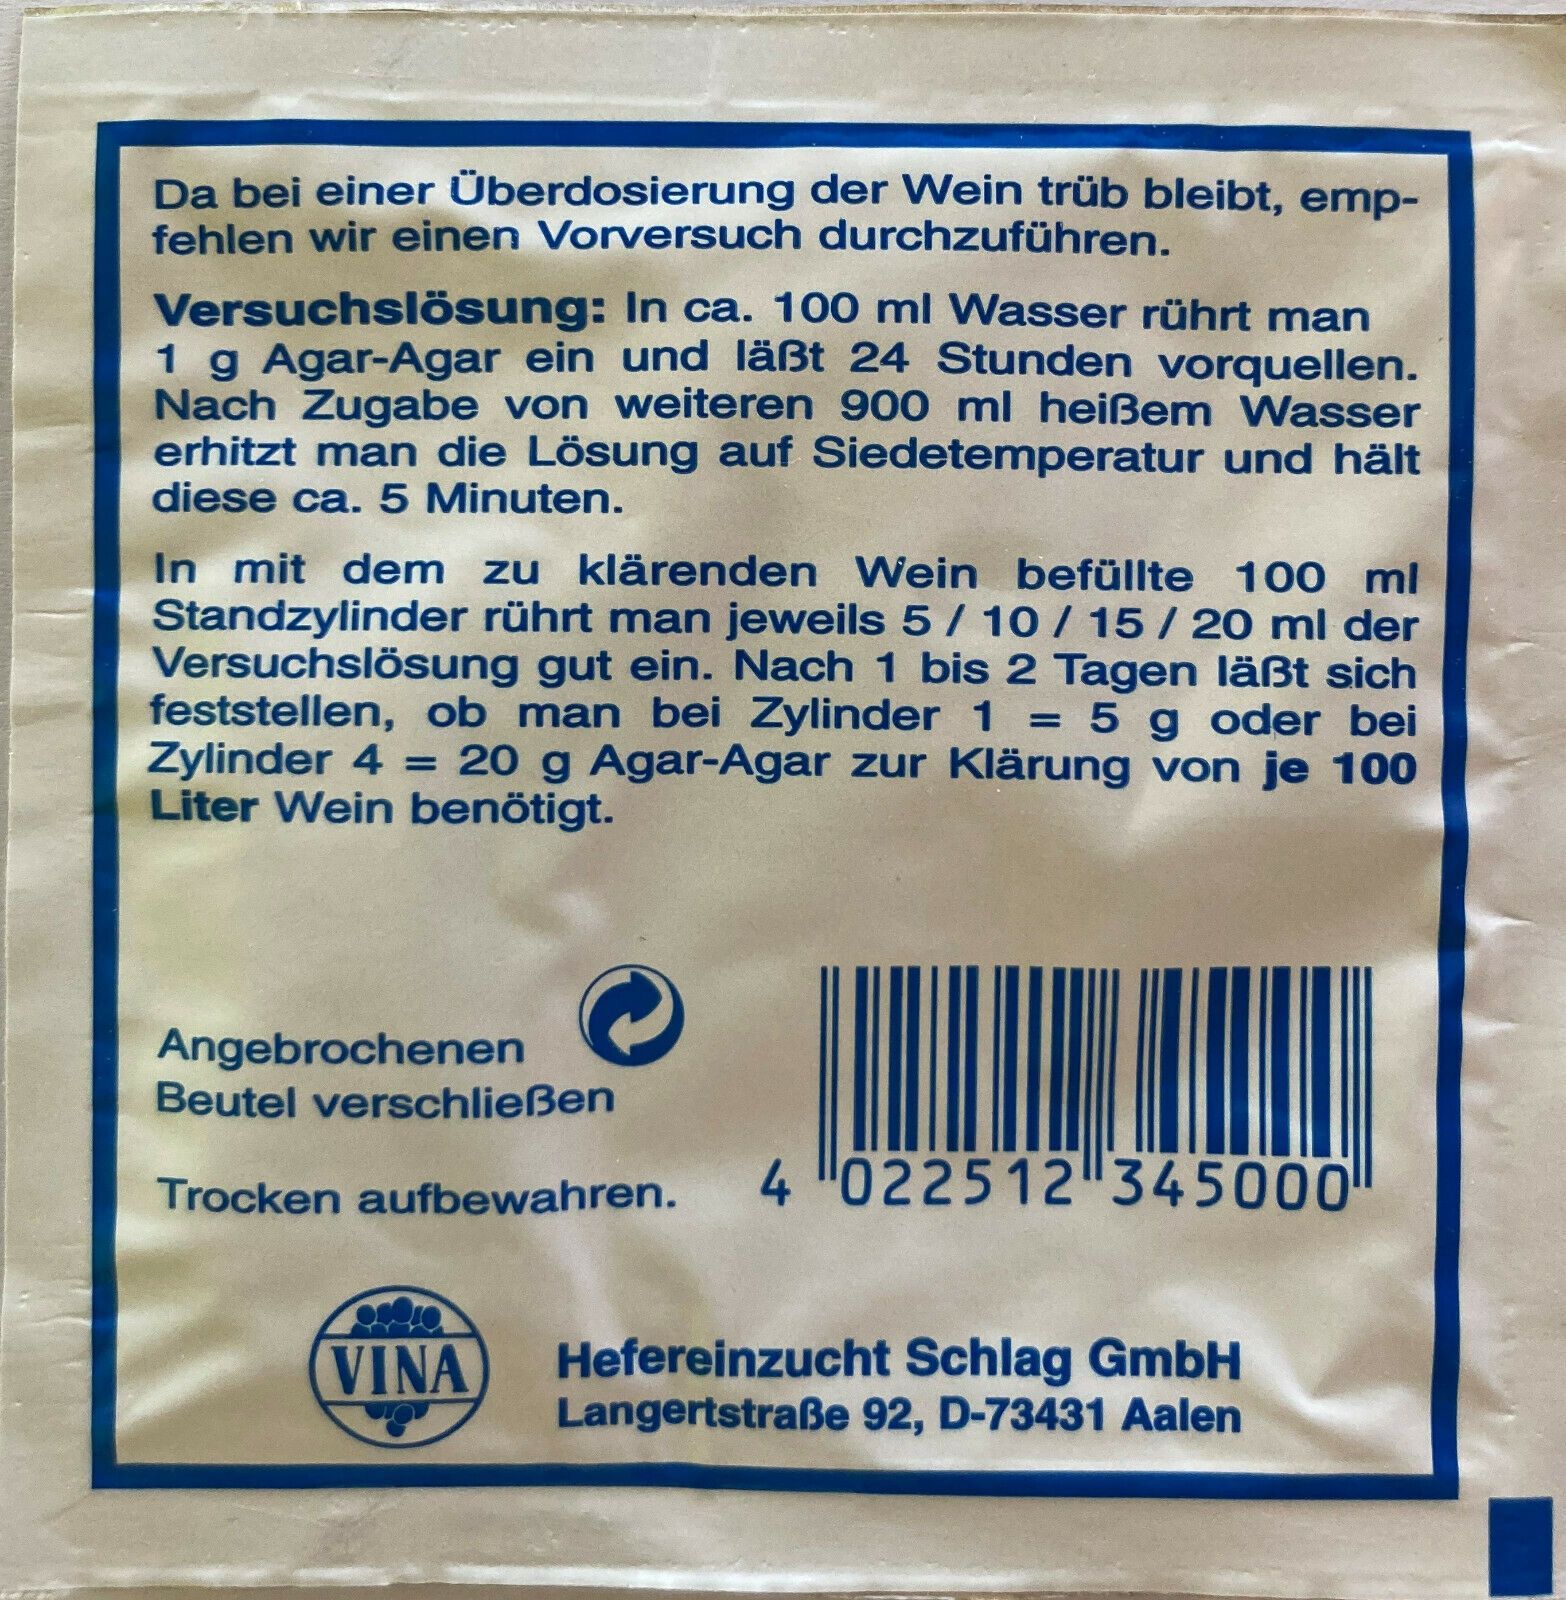 Da bei einer Überdosierung der Wein trüb bleibt, emp-
fehlen wir einen Vorversuch durchzuführen.
Versuchslösung: In ca. 100 ml Wasser rührt man
1 g Agar-Agar ein und läßt 24 Stunden vorquellen.
Nach Zugabe von weiteren 900 ml heißem Wasser
erhitzt man die Lösung auf Siedetemperatur und hält
diese ca. 5 Minuten.
In mit dem zu klärenden Wein befüllte 100 ml
Standzylinder rührt man jeweils 5 / 10 / 15 / 20 ml der
Versuchslösung gut ein. Nach 1 bis 2 Tagen läßt sich
feststellen, ob man bei Zylinder 1 = 5 g oder bei
Zylinder 4 = 20 g Agar-Agar zur Klärung von je 100
Liter Wein benötigt.
Angebrochenen
Beutel verschließen
Trocken aufbewahren.
4 022512 345000
VINA
Hefereinzucht Schlag GmbH
Langertstraße 92, D-73431 Aalen